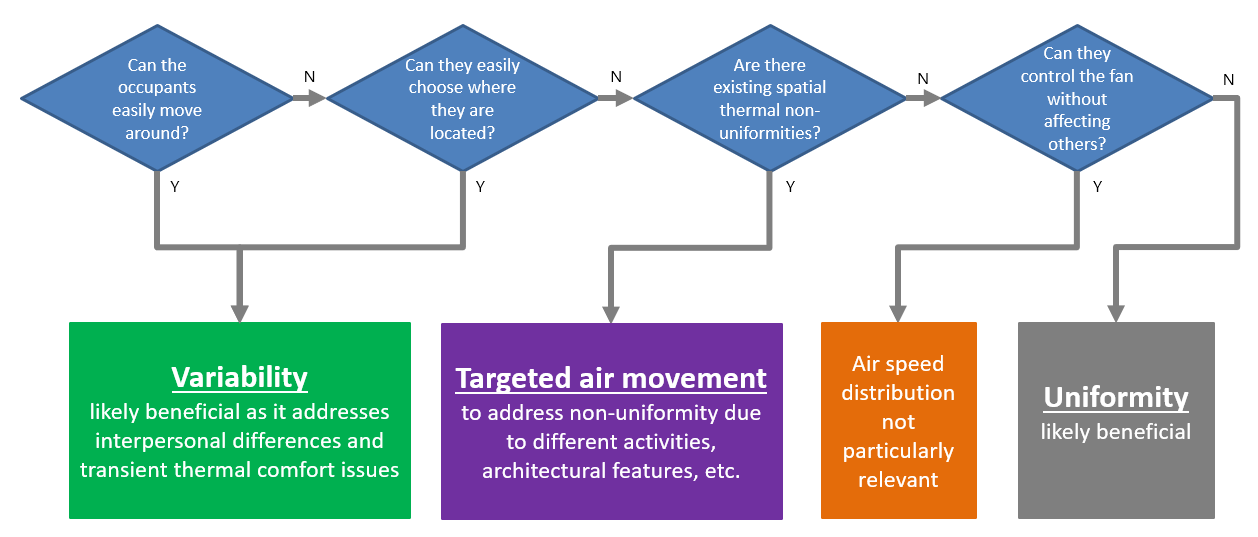 Can the
occupants
easily move
around?
N
Can they easily
choose where
they are
located?
N
Are there
existing spatial
thermal non-
uniformities?
N
Can they
control the fan
without
affecting
others?
N
Y
Y
Y
Y
Variability
likely beneficial as it addresses
interpersonal differences and
transient thermal comfort issues
Targeted air movement
to address non-uniformity due
to different activities,
architectural features, etc.
Air speed
distribution
not
particularly
relevant
Uniformity
likely beneficial